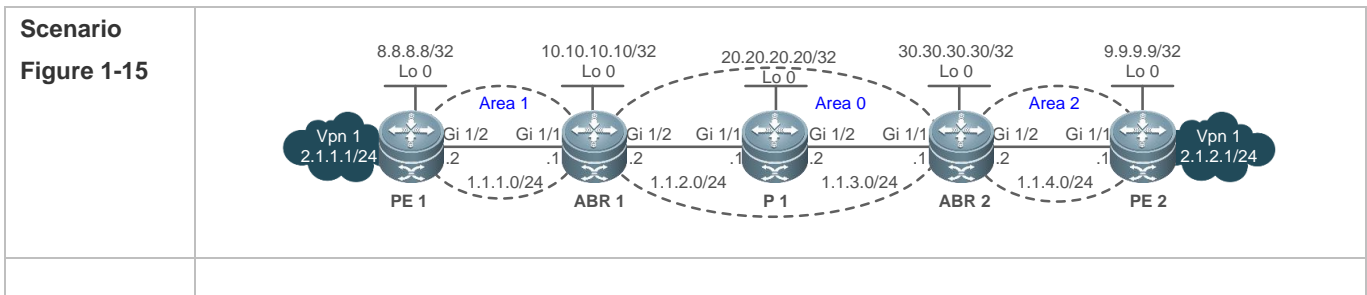 Scenario
Figure 1-15
8.8.8.8/32 10.10.10.10/32 20.20.20.20/32 30.30.30.30/32 9.9.9.9/32
Lo 0 Lo 0 Lo 0 Lo 0 Lo 0
Area 1 Area 0 Area 2
Vpn 1 Gi 1/2 Gi 1/1 Gi 1/2 Gi 1/1 Gi 1/2 Gi 1/1 Gi 1/2 Gi 1/1 Vpn 1
2.1.1.1/24 .2 .1 .2 .1 .2 .1 .2 .1 2.1.2.1/24
1.1.1.0/24 1.1.2.0/24 1.1.3.0/24 1.1.4.0/24
PE 1 ABR 1 P 1 ABR 2 PE 2